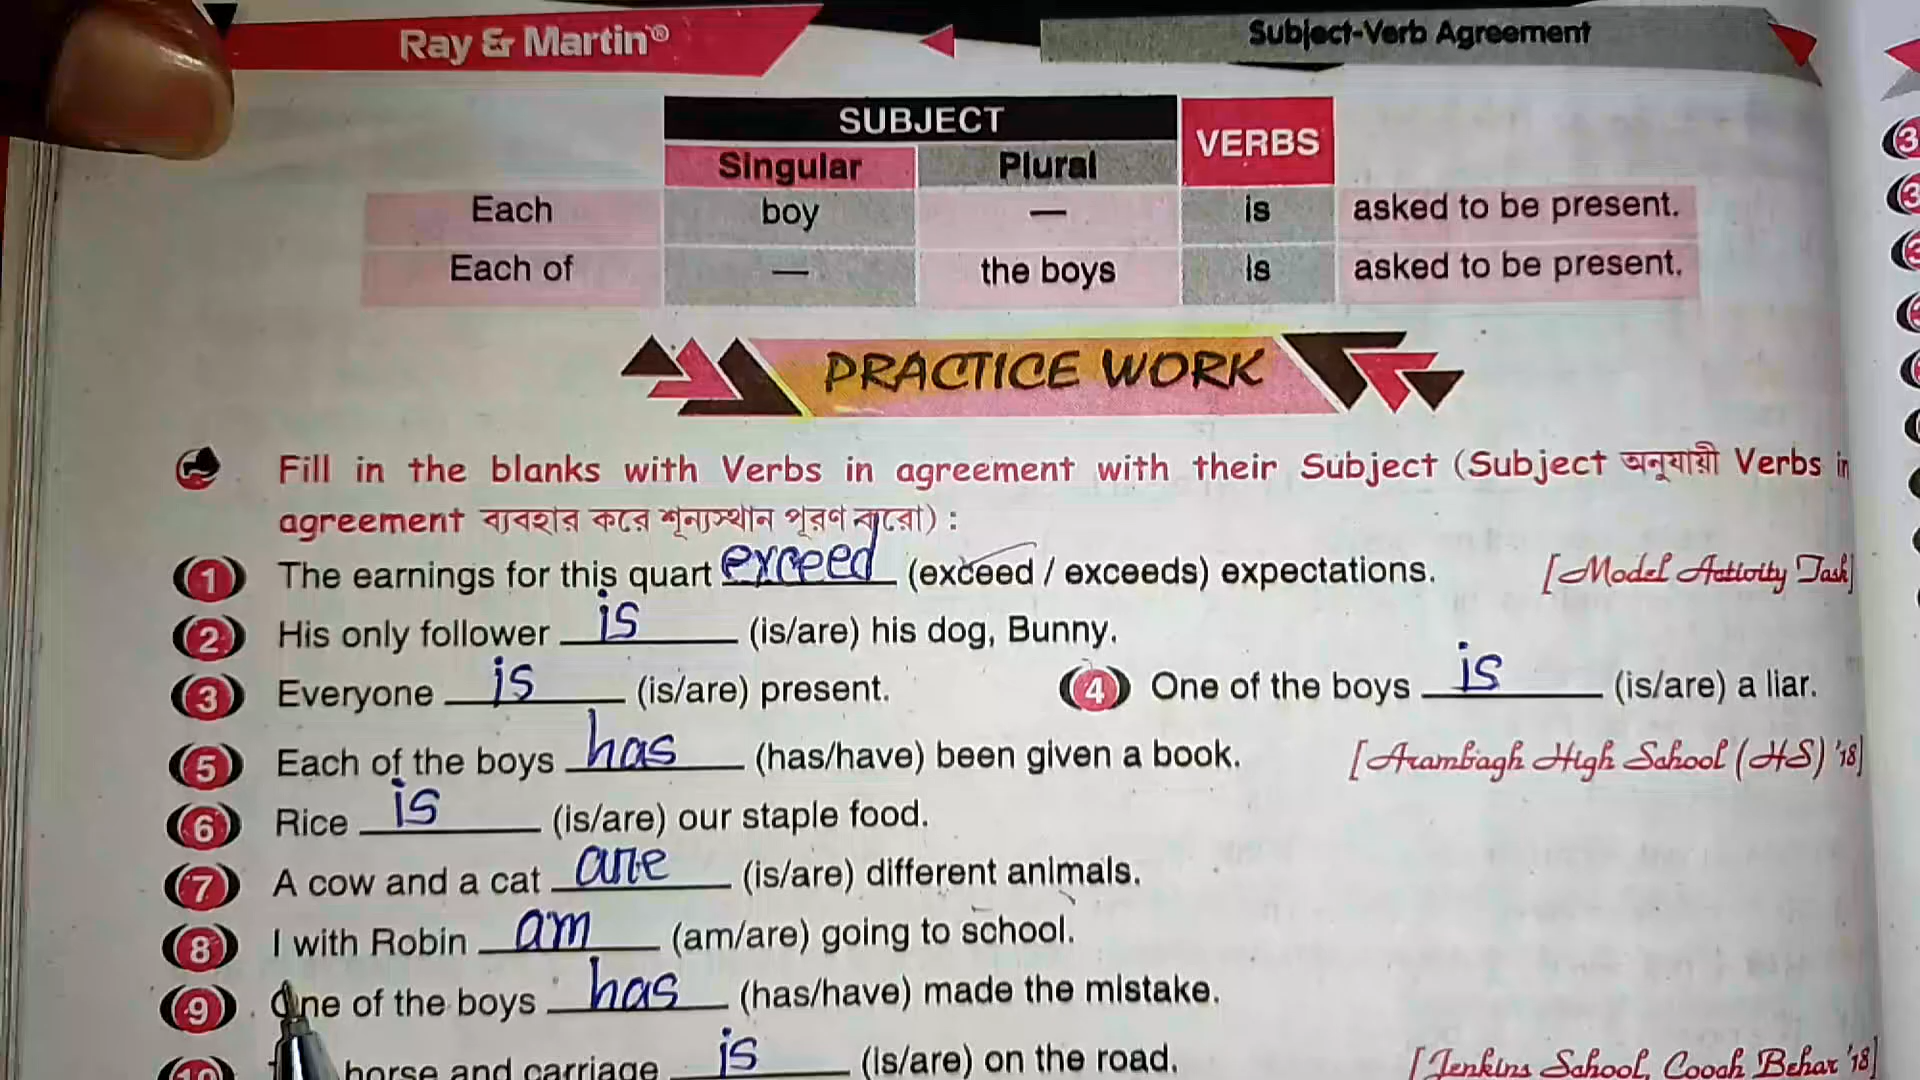 Ray & Martin®
Subject-Verb Agreement
SUBJECT VERBS
Singular Plural
Each boy — is asked to be present.
Each of — the boys is asked to be present.
PRACTICE WORK
Fill in the blanks with Verbs in agreement with their Subject (Subject অনুযায়ী Verbs in
agreement ব্যবহার করে শূন্যস্থান পূরণ করো) :
1 The earnings for this quart exceed (exceed / exceeds) expectations. [Model Activity Task]
2 His only follower is (is/are) his dog, Bunny.
3 Everyone is (is/are) present. 4 One of the boys is (is/are) a liar.
5 Each of the boys has (has/have) been given a book. [Arambagh High School (HS) '18]
6 Rice is (is/are) our staple food.
7 A cow and a cat are (is/are) different animals.
8 I with Robin am (am/are) going to school.
9 One of the boys has (has/have) made the mistake.
10 horse and carriage is (is/are) on the road. [Jenkins School, Cooch Behar '18]